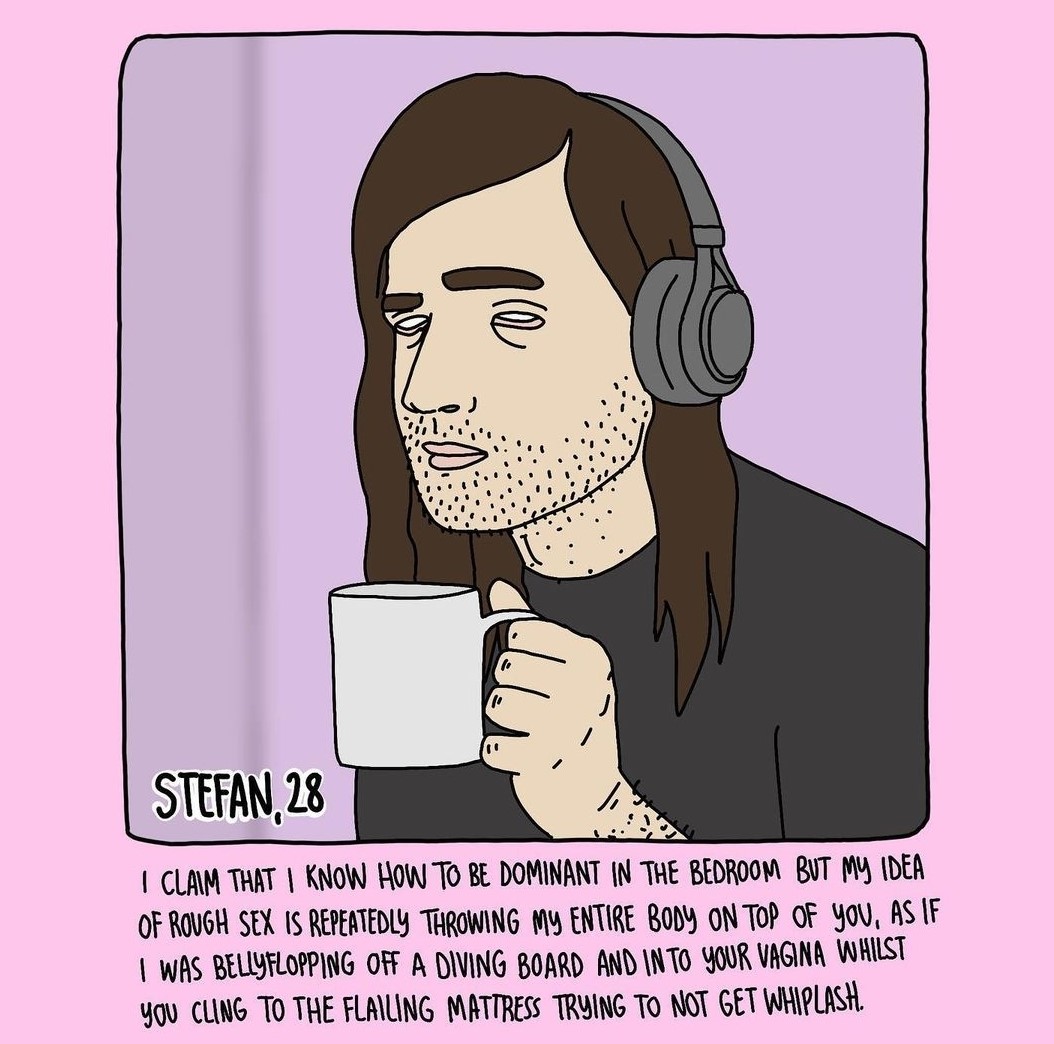 STEFAN, 28
I CLAIM THAT I KNOW HOW TO BE DOMINANT IN THE BEDROOM BUT MY IDEA
OF ROUGH SEX IS REPEATEDLY THROWING MY ENTIRE BODY ON TOP OF YOU, AS IF
I WAS BELLYFLOPPING OFF A DIVING BOARD AND INTO YOUR VAGINA WHILST
YOU CLING TO THE FLAILING MATTRESS TRYING TO NOT GET WHIPLASH.